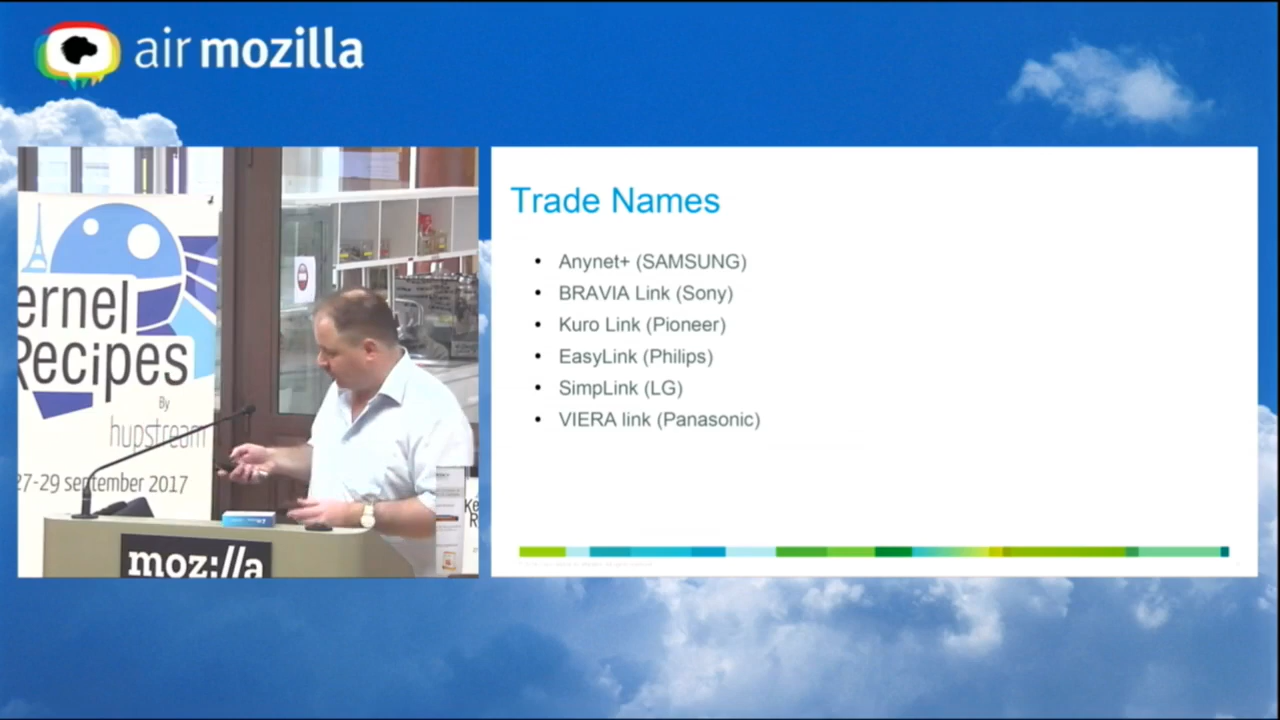 air mozilla
Trade Names
• Anynet+ (SAMSUNG)
• BRAVIA Link (Sony)
• Kuro Link (Pioneer)
• EasyLink (Philips)
• SimpLink (LG)
• VIERA link (Panasonic)
ernel
Recipes
By
hupstream
27-29 september 2017
moz://a
Ke
R